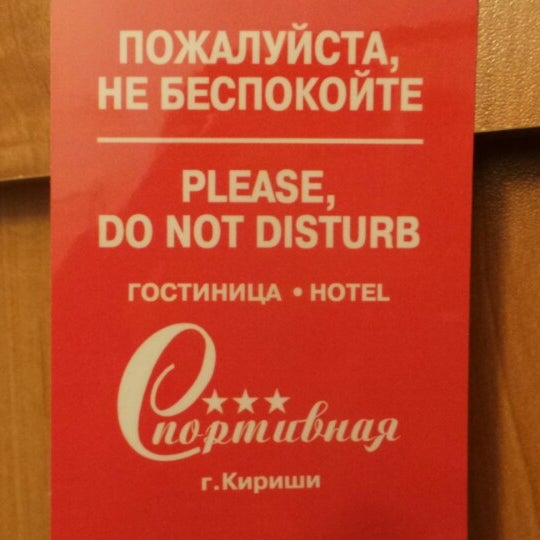 ПОЖАЛУЙСТА,
НЕ БЕСПОКОЙТЕ
PLEASE,
DO NOT DISTURB
ГОСТИНИЦА • HOTEL
Спортивная
г.Кириши